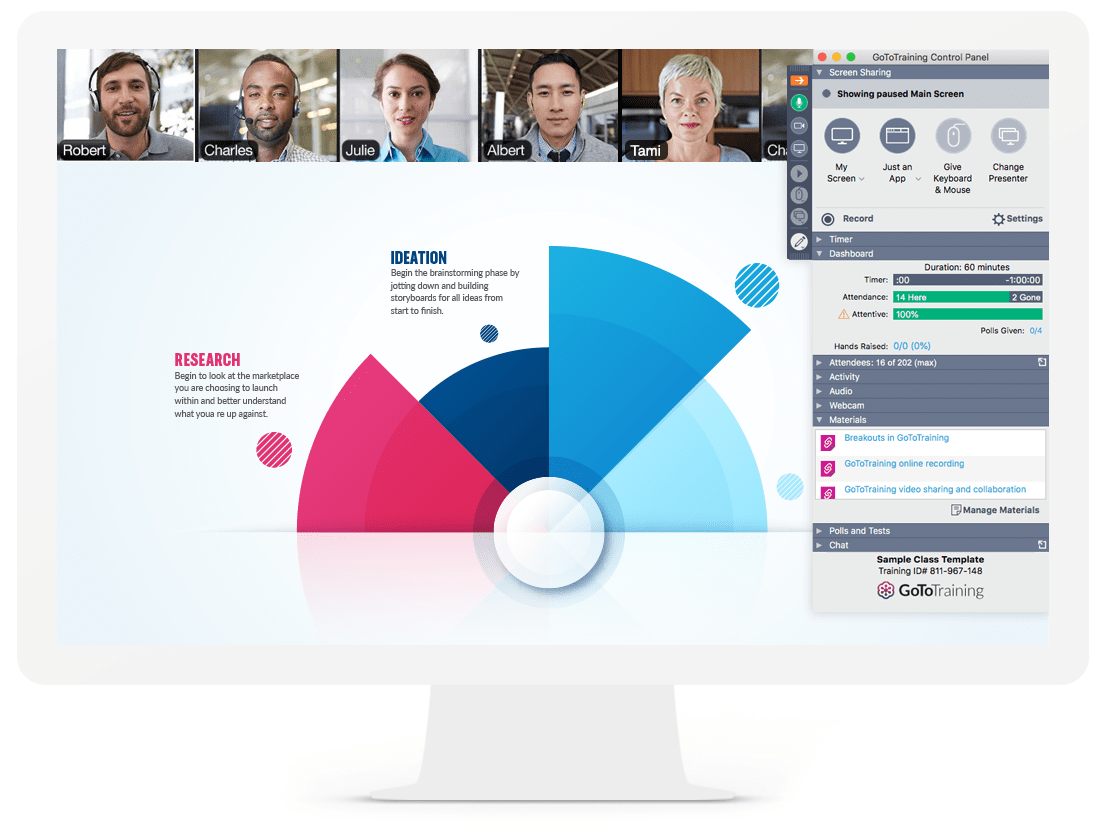 Robert
Charles
Julie
Albert
Tami
Ch
GoToTraining Control Panel
Screen Sharing
Showing paused Main Screen
My
Screen
Just an
App
Give
Keyboard
& Mouse
Change
Presenter
Record
Settings
Timer
Dashboard
Duration: 60 minutes
Timer: :00 -1:00:00
Attendance: 14 Here 2 Gone
Attentive: 100%
Polls Given: 0/4
Hands Raised: 0/0 (0%)
Attendees: 16 of 202 (max)
Activity
Audio
Webcam
Materials
Breakouts in GoToTraining
GoToTraining online recording
GoToTraining video sharing and collaboration
Manage Materials
Polls and Tests
Chat
Sample Class Template
Training ID# 811-967-148
GoToTraining
IDEATION
Begin the brainstorming phase by
jotting down and building
storyboards for all ideas from
start to finish.
RESEARCH
Begin to look at the marketplace
you are choosing to launch
within and better understand
what youa re up against.